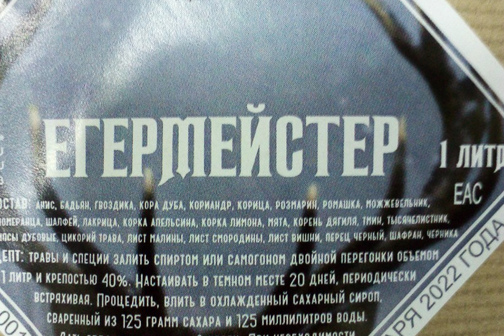 ЕГЕРМЕЙСТЕР
1 ЛИТР
EAC
АНИС, БАДЬЯН, ГВОЗДИКА, КОРА ДУБА, КОРИАНДР, КОРИЦА, РОЗМАРИН, РОМАШКА, МОЖЖЕВЕЛЬНИК,
ШАЛФЕЙ, ЛАКРИЦА, КОРКА АПЕЛЬСИНА, КОРКА ЛИМОНА, МЯТА, КОРЕНЬ ДЯГИЛЯ, ТМИН, ТЫСЯЧЕЛИСТНИК,
ДУБОВЫЕ, ЦИКОРИЙ ТРАВА, ЛИСТ МАЛИНЫ, ЛИСТ СМОРОДИНЫ, ЛИСТ ВИШНИ, ПЕРЕЦ ЧЕРНЫЙ, ШАФРАН, ЧЕРНИКА
ЕПТ: ТРАВЫ И СПЕЦИИ ЗАЛИТЬ СПИРТОМ ИЛИ САМОГОНОМ ДВОЙНОЙ ПЕРЕГОНКИ ОБЪЕМОМ
1 ЛИТР И КРЕПОСТЬЮ 40%. НАСТАИВАТЬ В ТЕМНОМ МЕСТЕ 20 ДНЕЙ, ПЕРИОДИЧЕСКИ
ВСТРЯХИВАЯ. ПРОЦЕДИТЬ, ВЛИТЬ В ОХЛАЖДЕННЫЙ САХАРНЫЙ СИРОП,
СВАРЕННЫЙ ИЗ 125 ГРАММ САХАРА И 125 МИЛЛИЛИТРОВ ВОДЫ.
АРЯ 2022 ГОДА